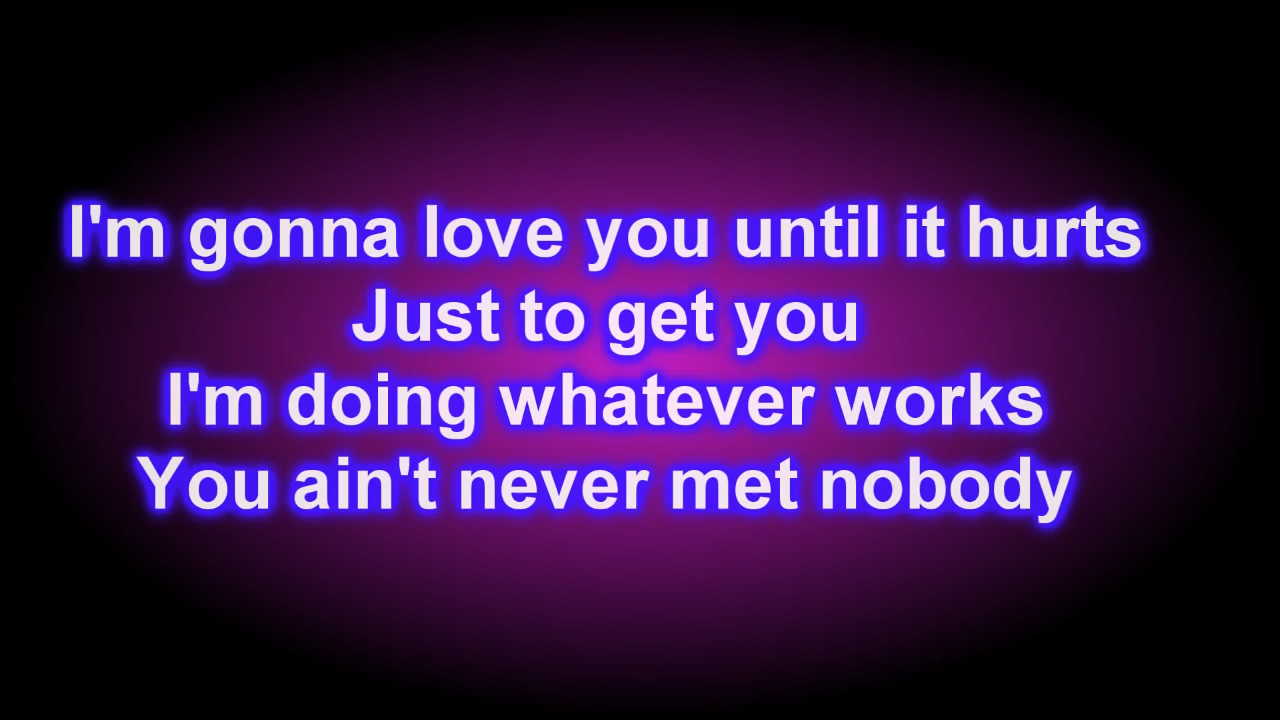 I'm gonna love you until it hurts
Just to get you
I'm doing whatever works
You ain't never met nobody